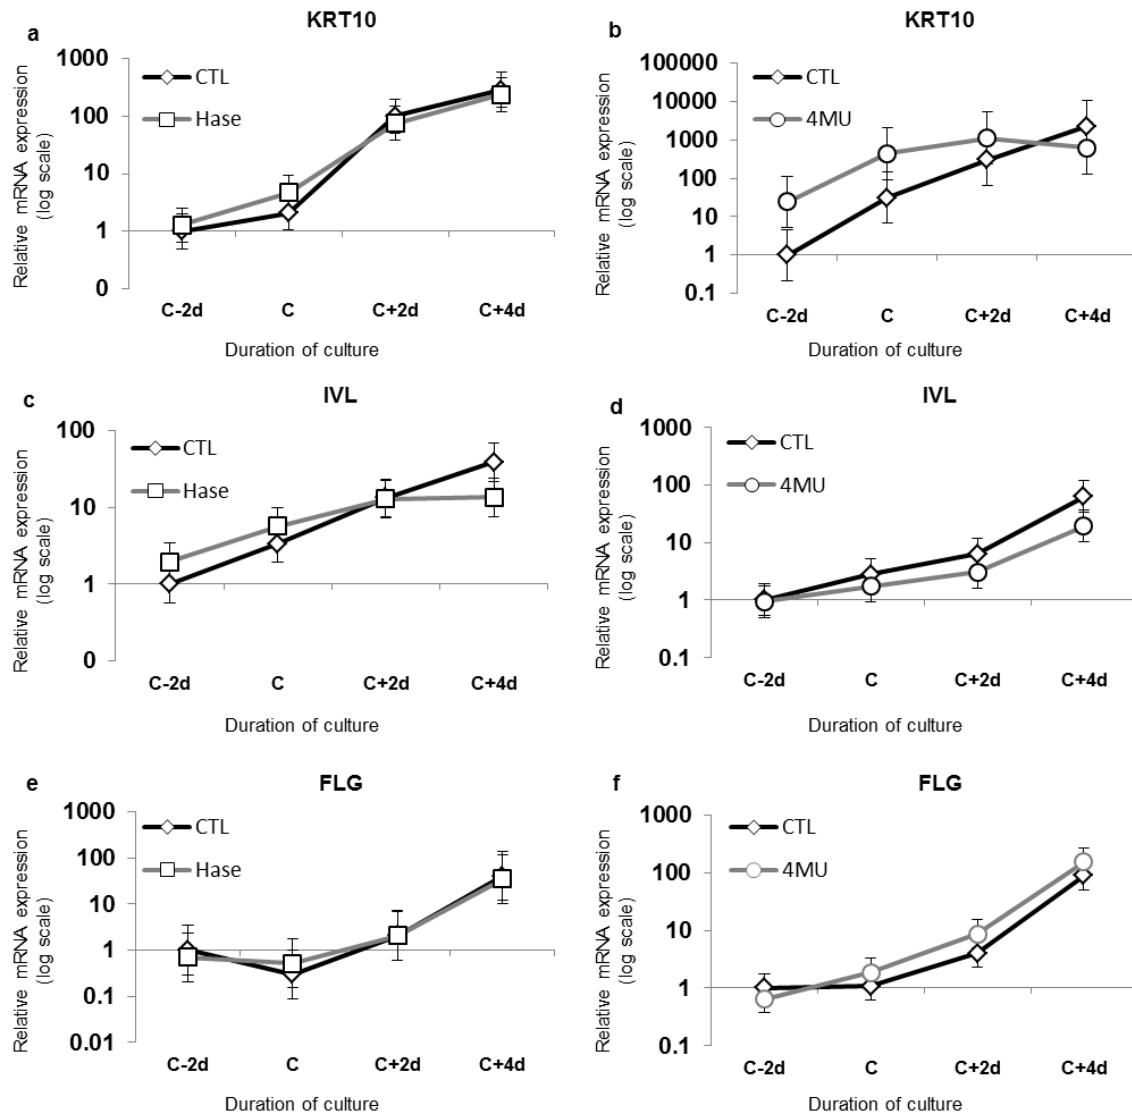 a
KRT10
Relative mRNA expression
(log scale)
1000
100
10
1
0
CTL
Hase
C-2d C C+2d C+4d
Duration of culture
b
KRT10
Relative mRNA expression
(log scale)
100000
10000
1000
100
10
1
0.1
CTL
4MU
C-2d C C+2d C+4d
Duration of culture
c
IVL
Relative mRNA expression
(log scale)
100
10
1
0
CTL
Hase
C-2d C C+2d C+4d
Duration of culture
d
IVL
Relative mRNA expression
(log scale)
1000
100
10
1
0.1
CTL
4MU
C-2d C C+2d C+4d
Duration of culture
e
FLG
Relative mRNA expression
(log scale)
1000
100
10
1
0.1
0.01
CTL
Hase
C-2d C C+2d C+4d
Duration of culture
f
FLG
Relative mRNA expression
(log scale)
1000
100
10
1
0.1
CTL
4MU
C-2d C C+2d C+4d
Duration of culture